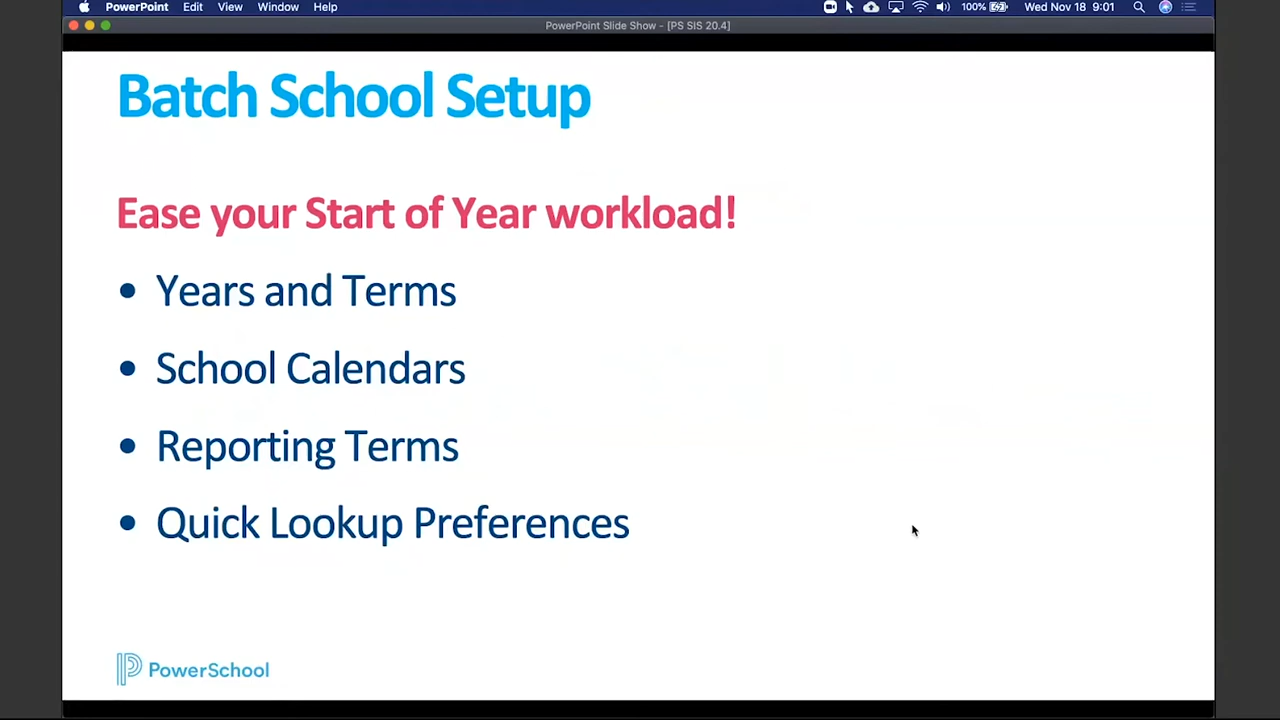 PowerPoint Edit View Window Help 100% Wed Nov 18 9:01
PowerPoint Slide Show - [PS SIS 20.4]
Batch School Setup
Ease your Start of Year workload!
• Years and Terms
• School Calendars
• Reporting Terms
• Quick Lookup Preferences
PowerSchool